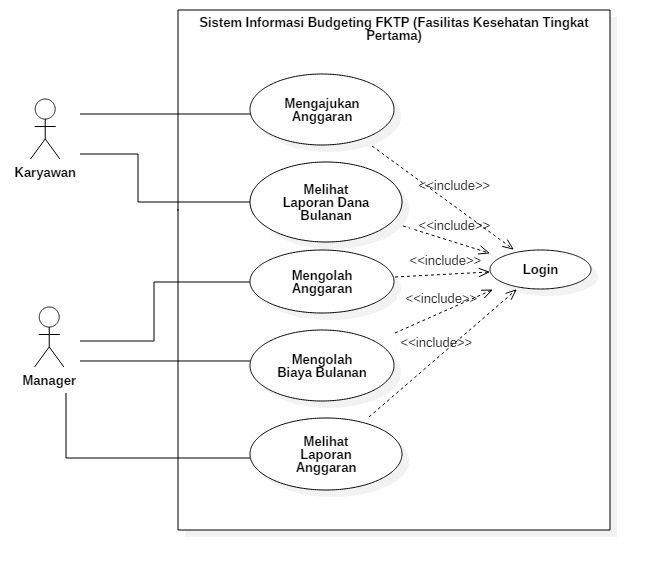 Sistem Informasi Budgeting FKTP (Fasilitas Kesehatan Tingkat
Pertama)
Mengajukan
Anggaran
Karyawan
<<include>>
Melihat
Laporan Dana
Bulanan
<<include>>
Mengolah
Anggaran
<<include>>
Login
<<include>>
Manager
Mengolah
Biaya Bulanan
<<include>>
Melihat
Laporan
Anggaran